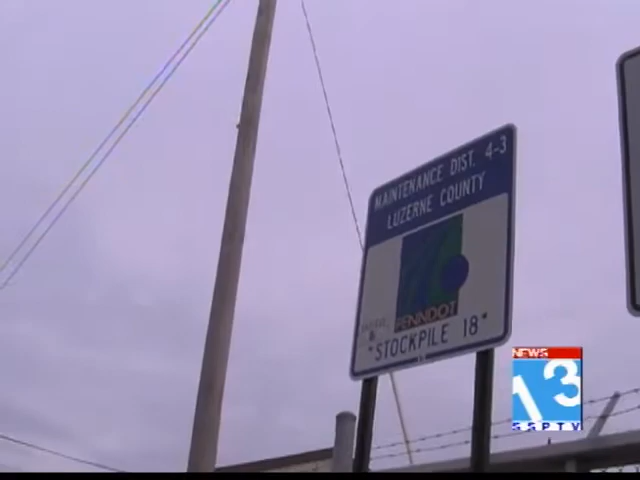 MAINTENANCE DIST. 4-3
LUZERNE COUNTY
PENNDOT
"STOCKPILE 18"
NEWS
13
SSPTV